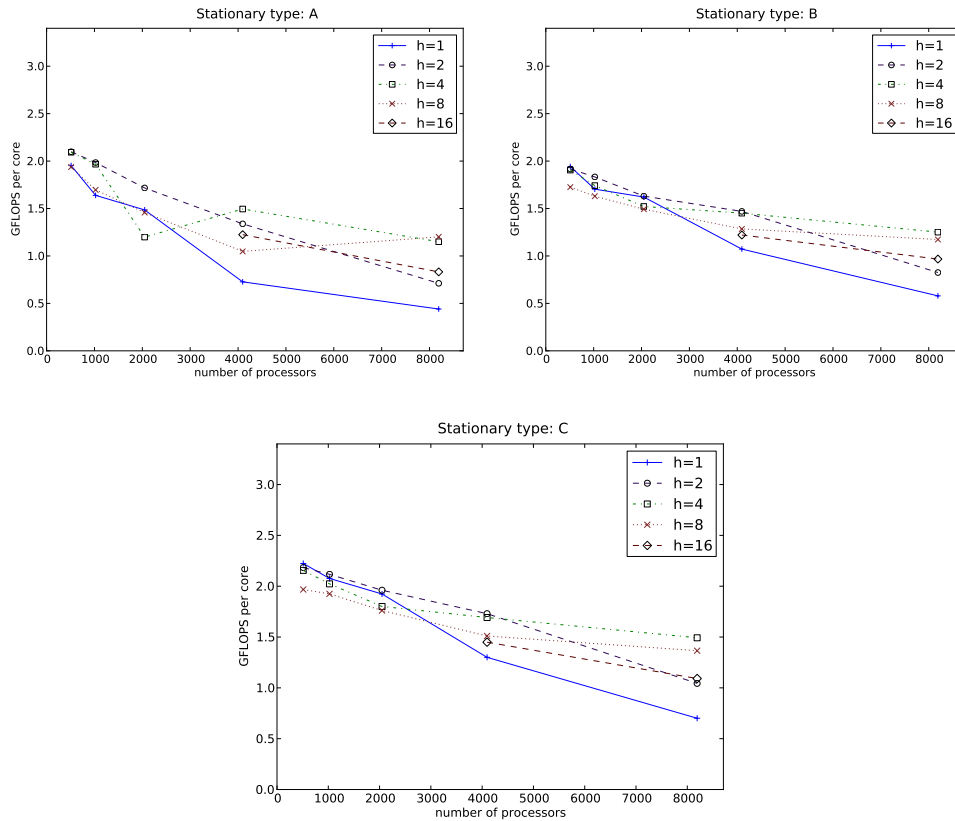 Stationary type: A
GFLOPS per core
3.0
2.5
2.0
1.5
1.0
0.5
0.0
0 1000 2000 3000 4000 5000 6000 7000 8000
number of processors
h=1
h=2
h=4
h=8
h=16
Stationary type: B
GFLOPS per core
3.0
2.5
2.0
1.5
1.0
0.5
0.0
0 1000 2000 3000 4000 5000 6000 7000 8000
number of processors
h=1
h=2
h=4
h=8
h=16
Stationary type: C
GFLOPS per core
3.0
2.5
2.0
1.5
1.0
0.5
0.0
0 1000 2000 3000 4000 5000 6000 7000 8000
number of processors
h=1
h=2
h=4
h=8
h=16